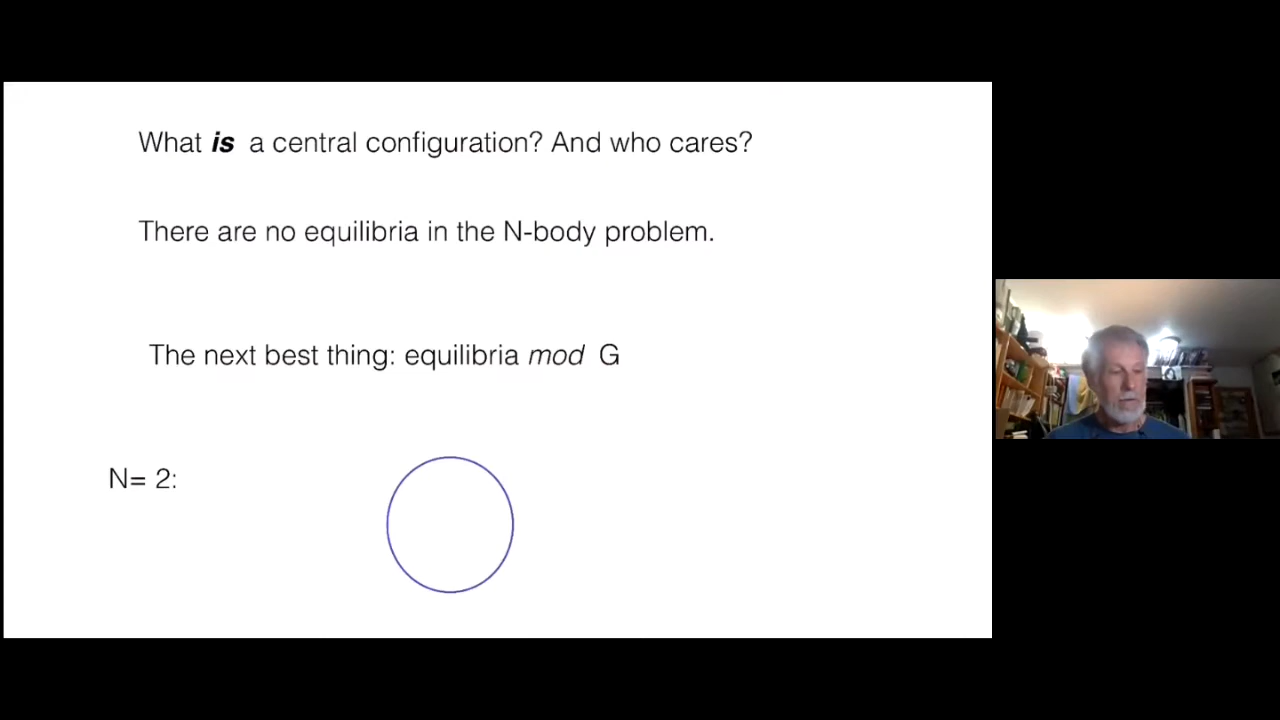 What is a central configuration? And who cares?
There are no equilibria in the N-body problem.
The next best thing: equilibria mod G
N= 2: